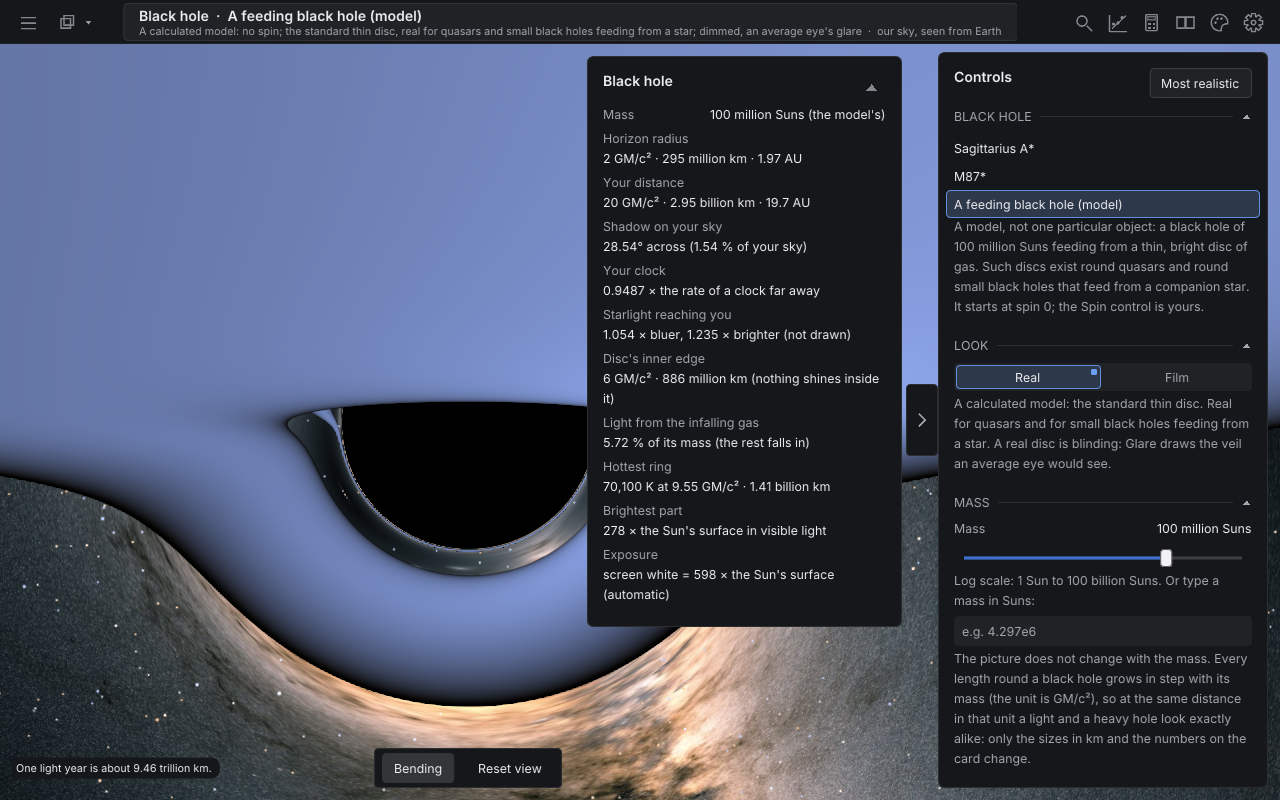 Black hole · A feeding black hole (model)
A calculated model: no spin; the standard thin disc, real for quasars and small black holes feeding from a star; dimmed, an average eye's glare · our sky, seen from Earth
Black hole
Mass 100 million Suns (the model's)
Horizon radius
2 GM/c² · 295 million km · 1.97 AU
Your distance
20 GM/c² · 2.95 billion km · 19.7 AU
Shadow on your sky
28.54° across (1.54 % of your sky)
Your clock
0.9487 × the rate of a clock far away
Starlight reaching you
1.054 × bluer, 1.235 × brighter (not drawn)
Disc's inner edge
6 GM/c² · 886 million km (nothing shines inside
it)
Light from the infalling gas
5.72 % of its mass (the rest falls in)
Hottest ring
70,100 K at 9.55 GM/c² · 1.41 billion km
Brightest part
278 × the Sun's surface in visible light
Exposure
screen white = 598 × the Sun's surface
(automatic)
Controls
Most realistic
BLACK HOLE
Sagittarius A*
M87*
A feeding black hole (model)
A model, not one particular object: a black hole of
100 million Suns feeding from a thin, bright disc of
gas. Such discs exist round quasars and round
small black holes that feed from a companion star.
It starts at spin 0; the Spin control is yours.
LOOK
Real Film
A calculated model: the standard thin disc. Real
for quasars and for small black holes feeding from
a star. A real disc is blinding: Glare draws the veil
an average eye would see.
MASS
Mass 100 million Suns
Log scale: 1 Sun to 100 billion Suns. Or type a
mass in Suns:
e.g. 4.297e6
The picture does not change with the mass. Every
length round a black hole grows in step with its
mass (the unit is GM/c²), so at the same distance
in that unit a light and a heavy hole look exactly
alike: only the sizes in km and the numbers on the
card change.
One light year is about 9.46 trillion km.
Bending Reset view